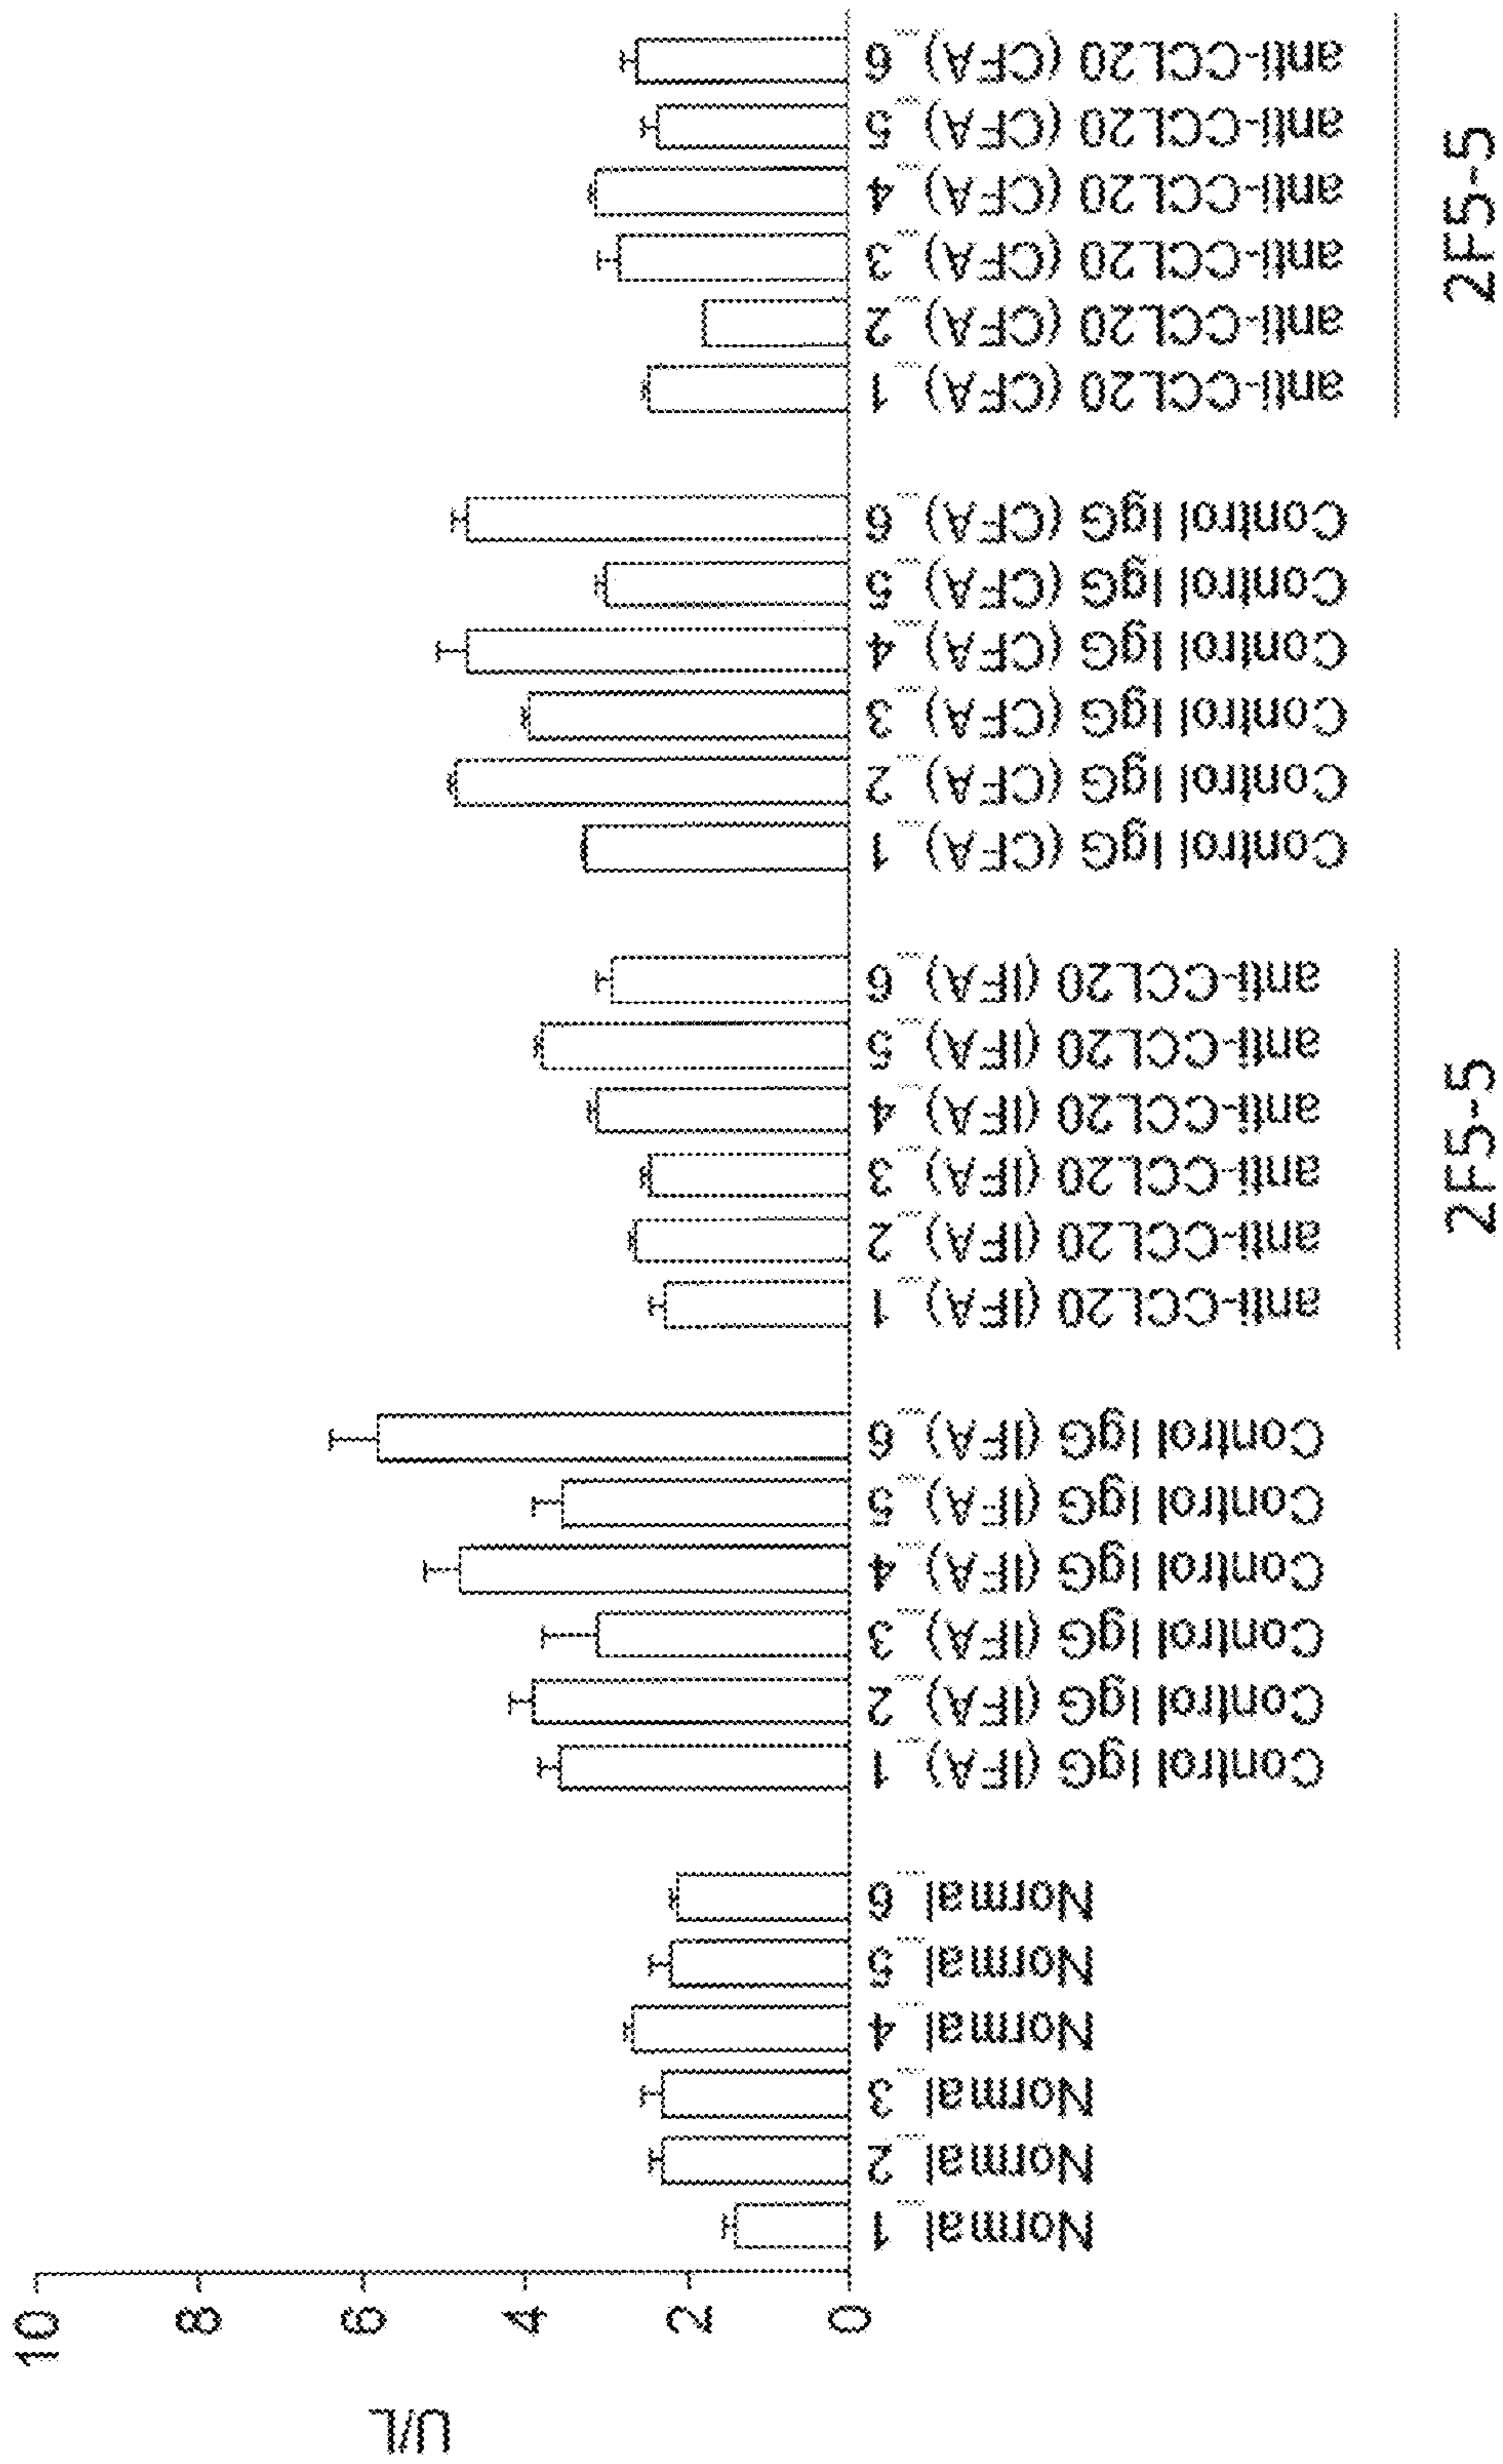 U/L
10
8
6
4
2
0
Normal_1
Normal_2
Normal_3
Normal_4
Normal_5
Normal_6
Control IgG (IFA)_1
Control IgG (IFA)_2
Control IgG (IFA)_3
Control IgG (IFA)_4
Control IgG (IFA)_5
Control IgG (IFA)_6
anti-CCL20 (IFA)_1
anti-CCL20 (IFA)_2
anti-CCL20 (IFA)_3
anti-CCL20 (IFA)_4
anti-CCL20 (IFA)_5
anti-CCL20 (IFA)_6
Control IgG (CFA)_1
Control IgG (CFA)_2
Control IgG (CFA)_3
Control IgG (CFA)_4
Control IgG (CFA)_5
Control IgG (CFA)_6
anti-CCL20 (CFA)_1
anti-CCL20 (CFA)_2
anti-CCL20 (CFA)_3
anti-CCL20 (CFA)_4
anti-CCL20 (CFA)_5
anti-CCL20 (CFA)_6
2F5-5
2F5-5